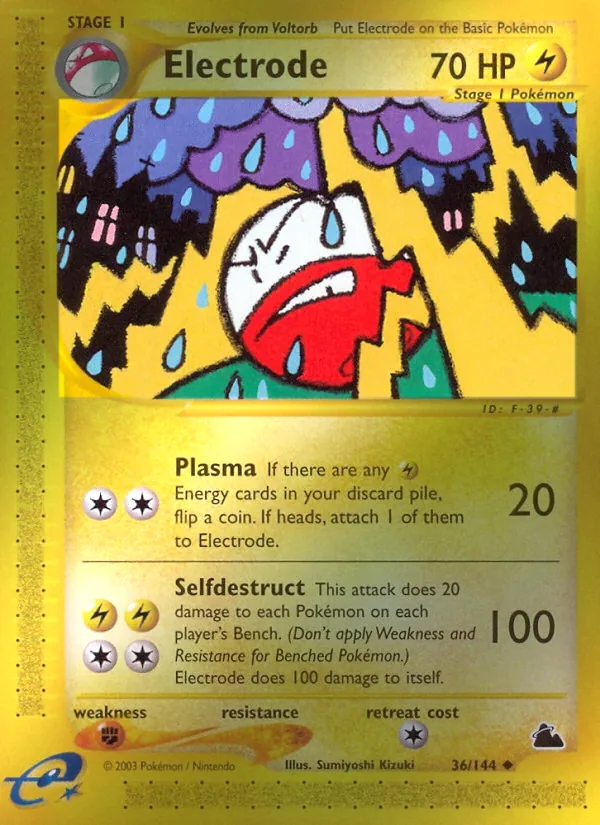 STAGE 1
Evolves from Voltorb Put Electrode on the Basic Pokémon
Electrode 70 HP
Stage 1 Pokémon
ID: F-39-#
Plasma If there are any
Energy cards in your discard pile,
flip a coin. If heads, attach 1 of them
to Electrode.
20
Selfdestruct This attack does 20
damage to each Pokémon on each
player's Bench. (Don't apply Weakness and
Resistance for Benched Pokémon.)
Electrode does 100 damage to itself.
100
weakness resistance retreat cost
© 2003 Pokémon / Nintendo Illus. Sumiyoshi Kizuki 36/144
e